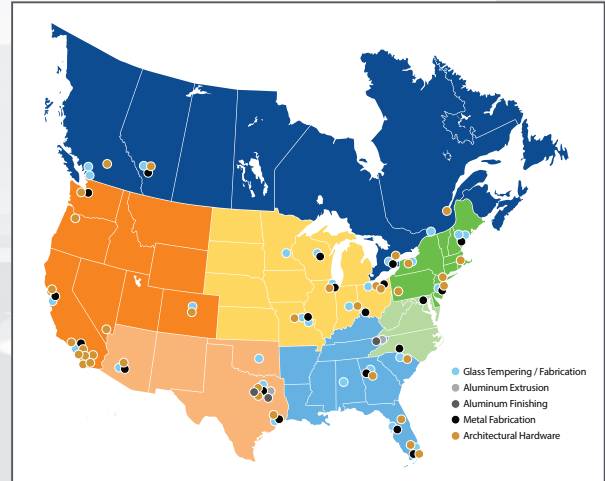 Glass Tempering / Fabrication
Aluminum Extrusion
Aluminum Finishing
Metal Fabrication
Architectural Hardware